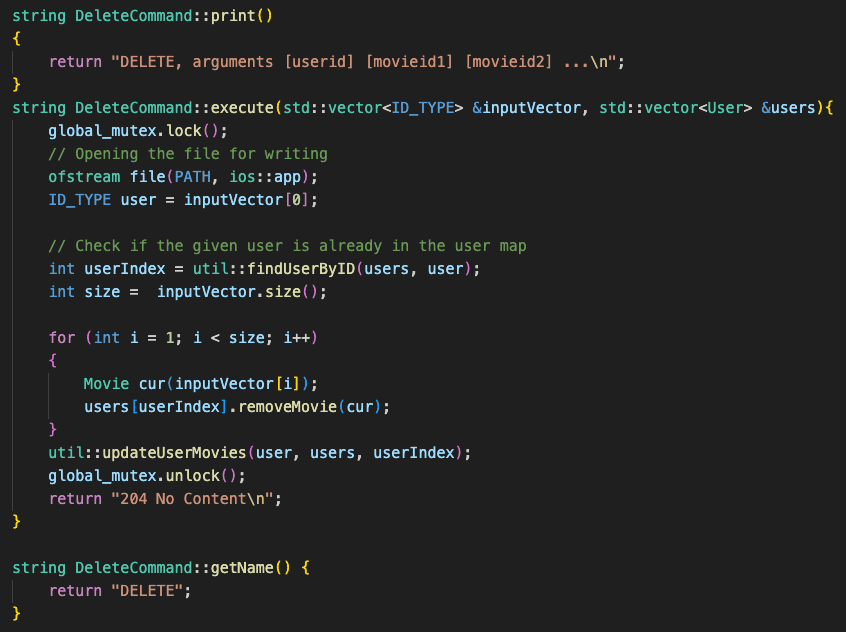 string DeleteCommand::print()
{
    return "DELETE, arguments [userid] [movieid1] [movieid2] ...\n";
}
string DeleteCommand::execute(std::vector<ID_TYPE> &inputVector, std::vector<User> &users){
    global_mutex.lock();
    // Opening the file for writing
    ofstream file(PATH, ios::app);
    ID_TYPE user = inputVector[0];

    // Check if the given user is already in the user map
    int userIndex = util::findUserByID(users, user);
    int size =  inputVector.size();

    for (int i = 1; i < size; i++)
    {
        Movie cur(inputVector[i]);
        users[userIndex].removeMovie(cur);
    }
    util::updateUserMovies(user, users, userIndex);
    global_mutex.unlock();
    return "204 No Content\n";
}

string DeleteCommand::getName() {
    return "DELETE";
}